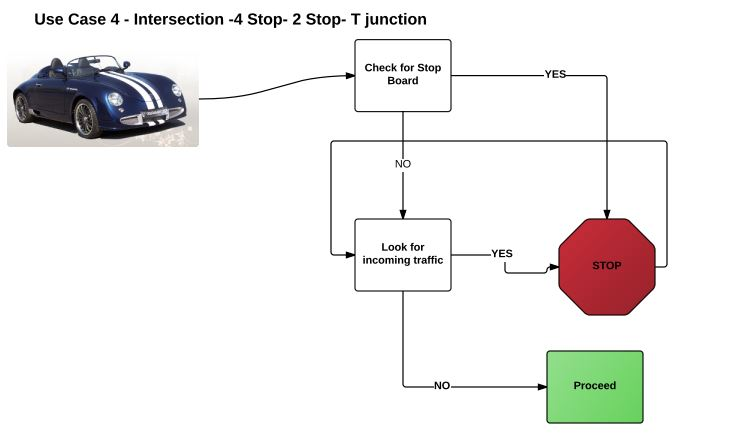 Use Case 4 - Intersection -4 Stop- 2 Stop- T junction
Check for Stop
Board
YES
NO
Look for
incoming traffic
YES
STOP
NO
Proceed